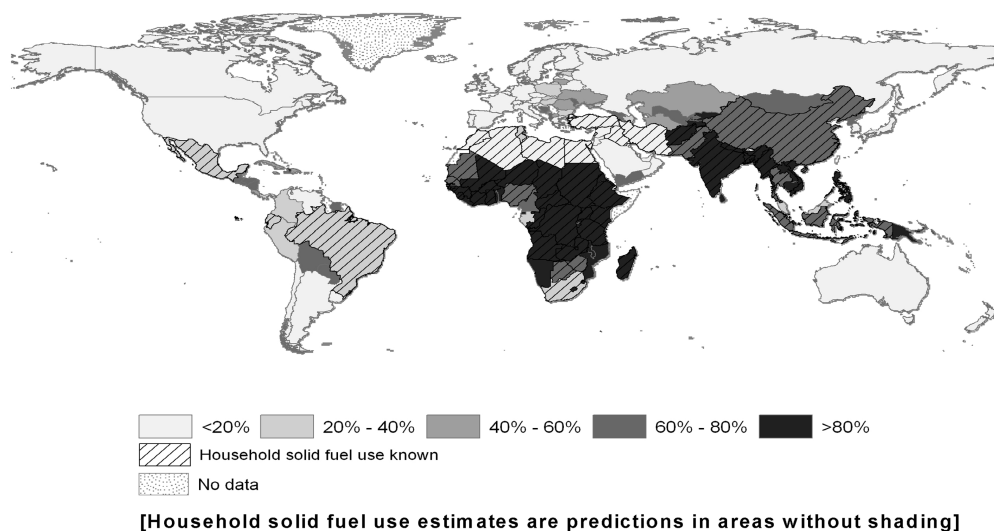 <20% 20% - 40% 40% - 60% 60% - 80% >80%
Household solid fuel use known
No data
[Household solid fuel use estimates are predictions in areas without shading]